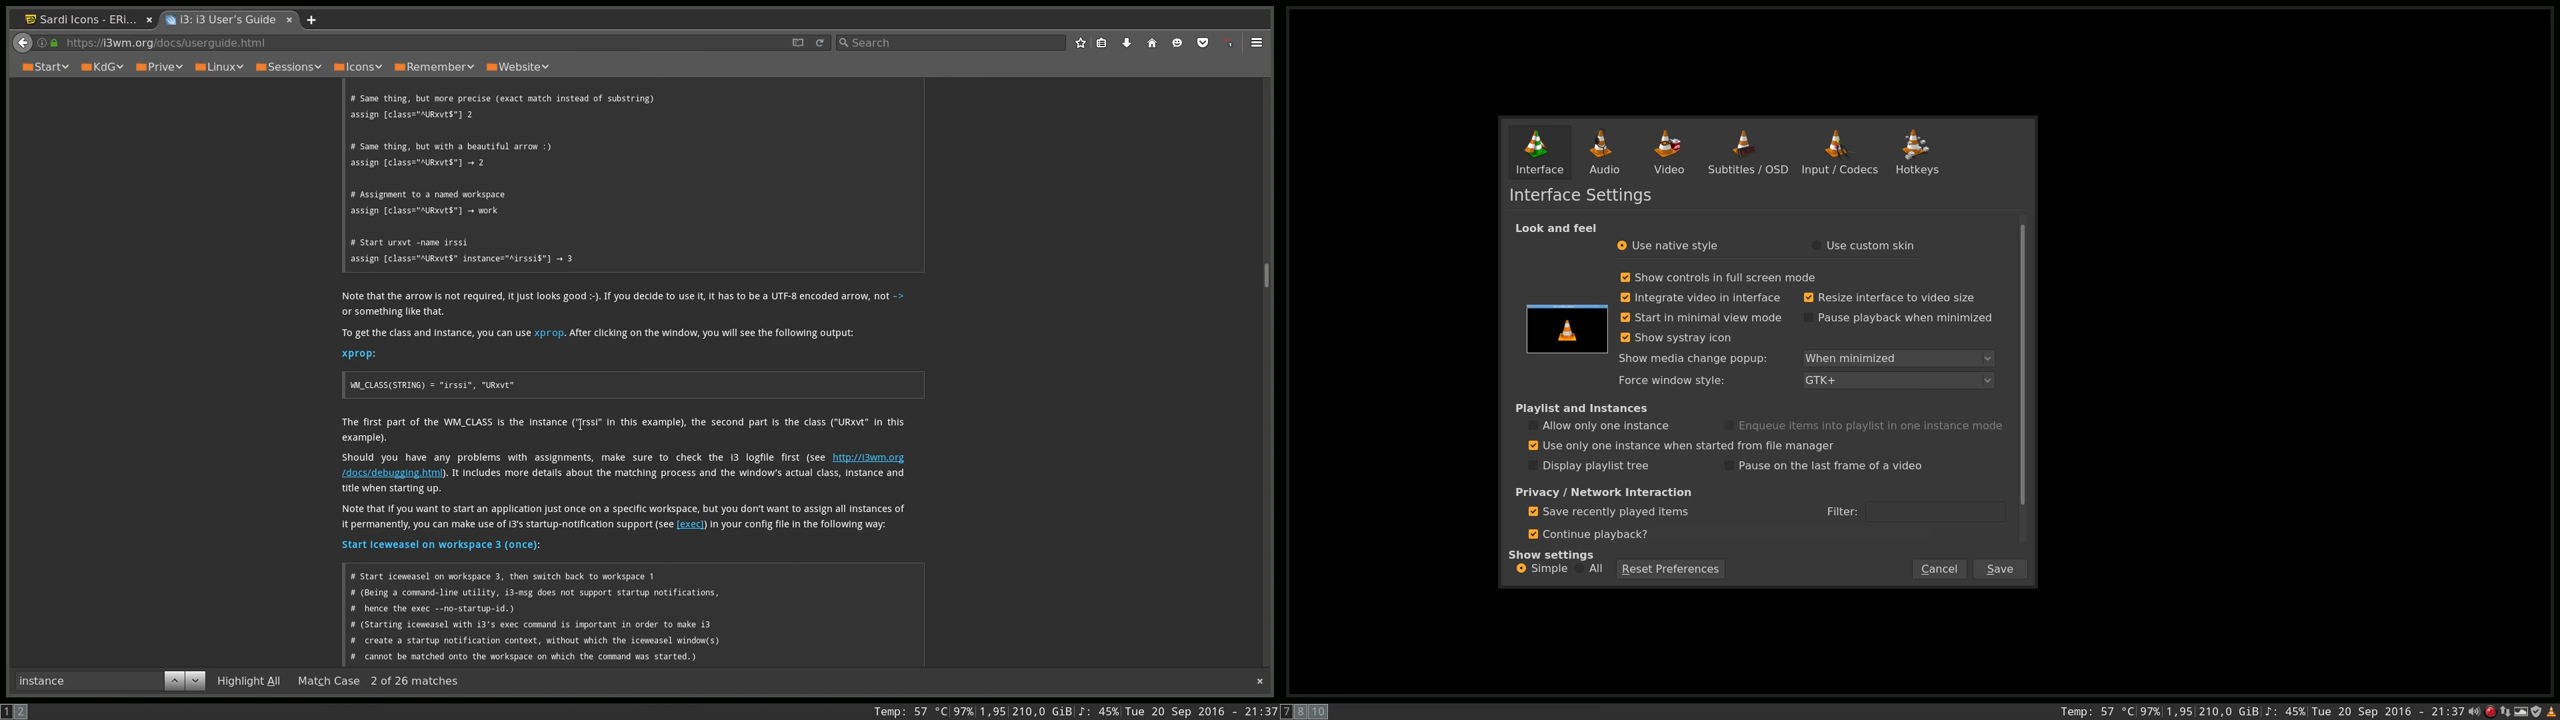 Sardi Icons - ERi... × i3: i3 User's Guide × +
https://i3wm.org/docs/userguide.html Search
Start KdG Prive Linux Sessions Icons Remember Website
# Same thing, but more precise (exact match instead of substring)
assign [class="^URxvt$"] 2
# Same thing, but with a beautiful arrow :)
assign [class="^URxvt$"] → 2
# Assignment to a named workspace
assign [class="^URxvt$"] → work
# Start urxvt -name irssi
assign [class="^URxvt$" instance="^irssi$"] → 3
Note that the arrow is not required, it just looks good :-). If you decide to use it, it has to be a UTF-8 encoded arrow, not ->
or something like that.
To get the class and instance, you can use xprop. After clicking on the window, you will see the following output:
xprop:
WM_CLASS(STRING) = "irssi", "URxvt"
The first part of the WM_CLASS is the instance ("irssi" in this example), the second part is the class ("URxvt" in this
example).
Should you have any problems with assignments, make sure to check the i3 logfile first (see http://i3wm.org
/docs/debugging.html). It includes more details about the matching process and the window's actual class, instance and
title when starting up.
Note that if you want to start an application just once on a specific workspace, but you don't want to assign all instances of
it permanently, you can make use of i3's startup-notification support (see [exec]) in your config file in the following way:
Start iceweasel on workspace 3 (once):
# Start iceweasel on workspace 3, then switch back to workspace 1
# (Being a command-line utility, i3-msg does not support startup notifications,
#  hence the exec --no-startup-id.)
# (Starting iceweasel with i3's exec command is important in order to make i3
#  create a startup notification context, without which the iceweasel window(s)
#  cannot be matched onto the workspace on which the command was started.)
instance Highlight All Match Case 2 of 26 matches ×
1 2 Temp: 57 °C|97%|1,95|210,0 GiB|♪: 45%|Tue 20 Sep 2016 - 21:37
Interface Audio Video Subtitles / OSD Input / Codecs Hotkeys
Interface Settings
Look and feel
Use native style Use custom skin
Show controls in full screen mode
Integrate video in interface Resize interface to video size
Start in minimal view mode Pause playback when minimized
Show systray icon
Show media change popup: When minimized
Force window style: GTK+
Playlist and Instances
Allow only one instance Enqueue items into playlist in one instance mode
Use only one instance when started from file manager
Display playlist tree Pause on the last frame of a video
Privacy / Network Interaction
Save recently played items Filter:
Continue playback?
Show settings
Simple All Reset Preferences Cancel Save
7 8 10 Temp: 57 °C|97%|1,95|210,0 GiB|♪: 45%|Tue 20 Sep 2016 - 21:37